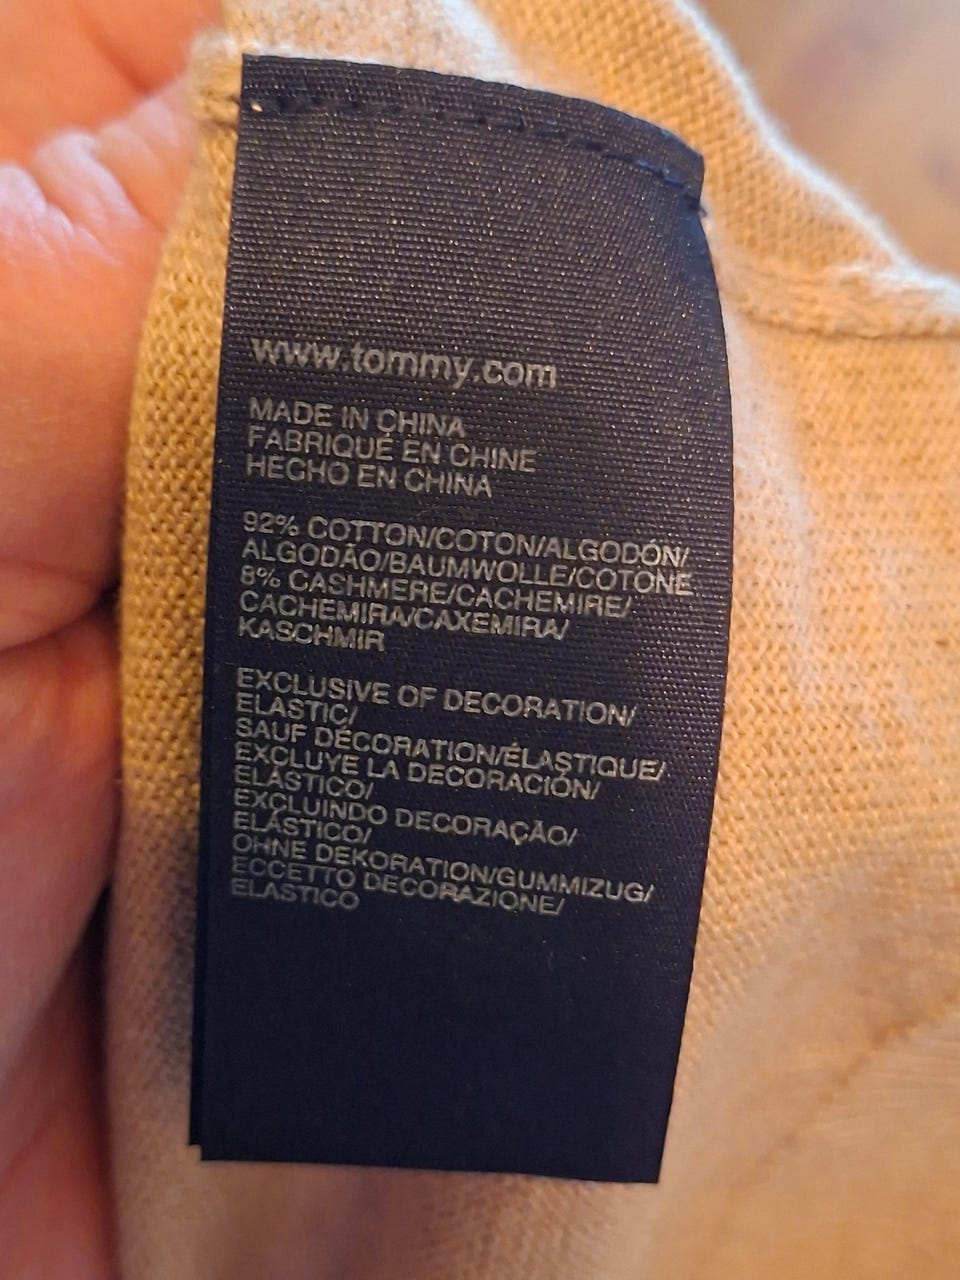 www.tommy.com
MADE IN CHINA
FABRIQUÉ EN CHINE
HECHO EN CHINA
92% COTTON/COTON/ALGODÓN/
ALGODÃO/BAUMWOLLE/COTONE
8% CASHMERE/CACHEMIRE/
CACHEMIRA/CAXEMIRA/
KASCHMIR
EXCLUSIVE OF DECORATION/
ELASTIC/
SAUF DÉCORATION/ÉLASTIQUE/
EXCLUYE LA DECORACIÓN/
ELÁSTICO/
EXCLUINDO DECORAÇÃO/
ELÁSTICO/
OHNE DEKORATION/GUMMIZUG/
ECCETTO DECORAZIONE/
ELASTICO